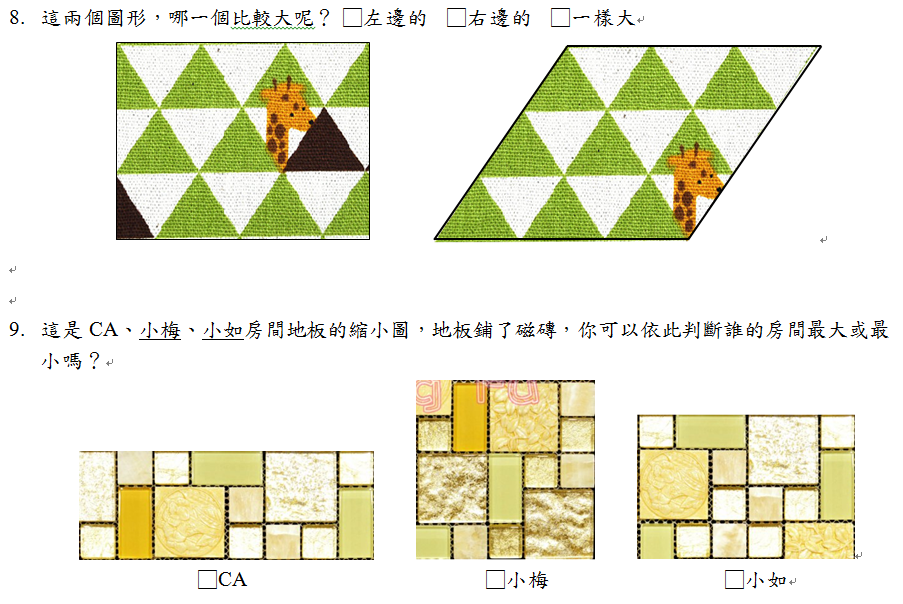 8. 這兩個圖形，哪一個比較大呢？ □左邊的 □右邊的 □一樣大
9. 這是 CA、小梅、小如房間地板的縮小圖，地板鋪了磁磚，你可以依此判斷誰的房間最大或最
小嗎？
g Fu
□CA □小梅 □小如